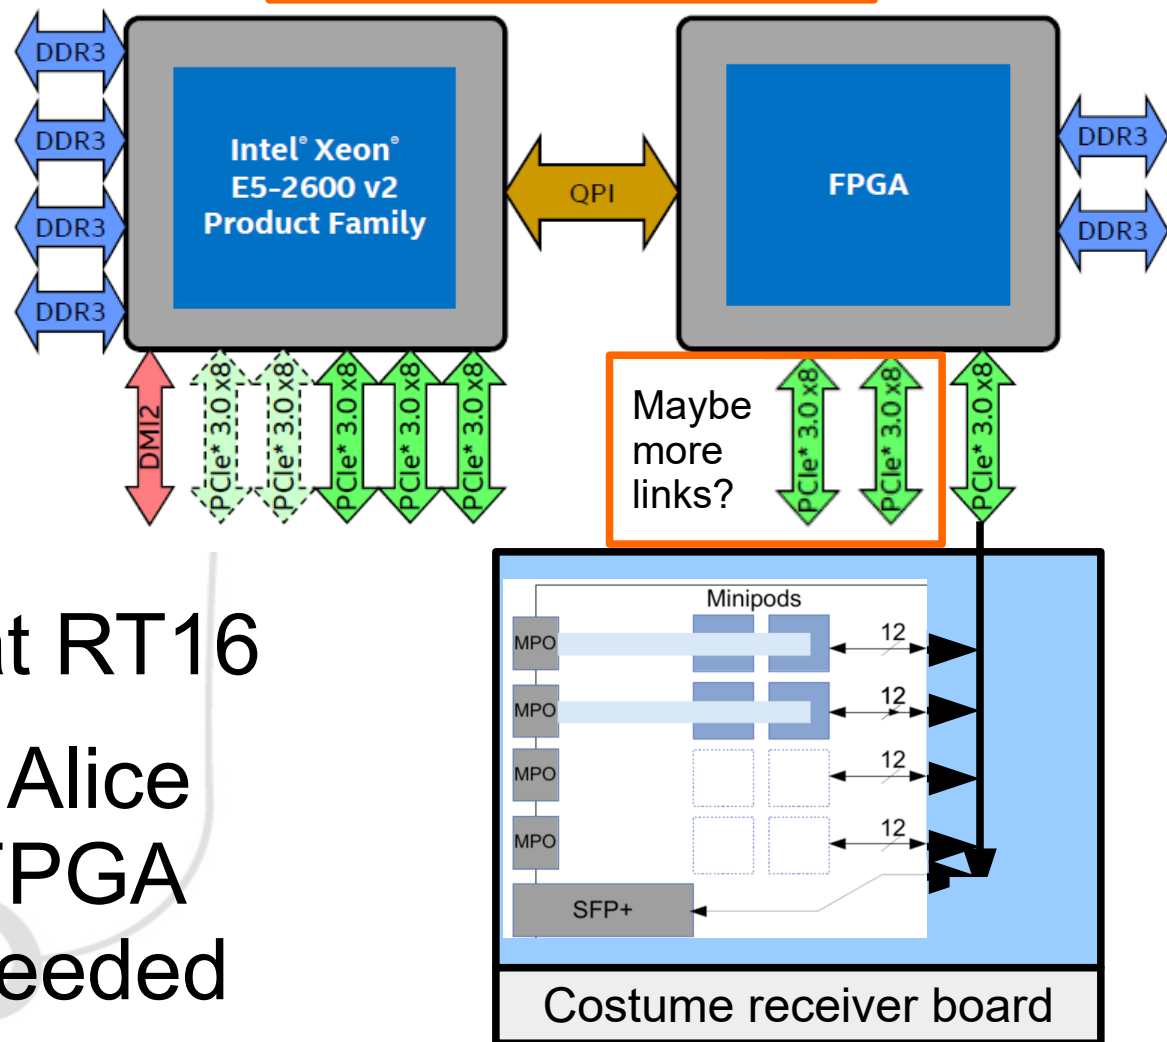 DDR3
DDR3
DDR3
DDR3
Intel® Xeon®
E5-2600 v2
Product Family
QPI
FPGA
DDR3
DDR3
DMI2
PCIe* 3.0 x8
PCIe* 3.0 x8
PCIe* 3.0 x8
PCIe* 3.0 x8
PCIe* 3.0 x8
Maybe
more
links?
PCIe* 3.0 x8
PCIe* 3.0 x8
PCIe* 3.0 x8
at RT16
Alice
FPGA
eeded
Minipods
MPO
12
MPO
12
MPO
12
MPO
12
SFP+
Costume receiver board